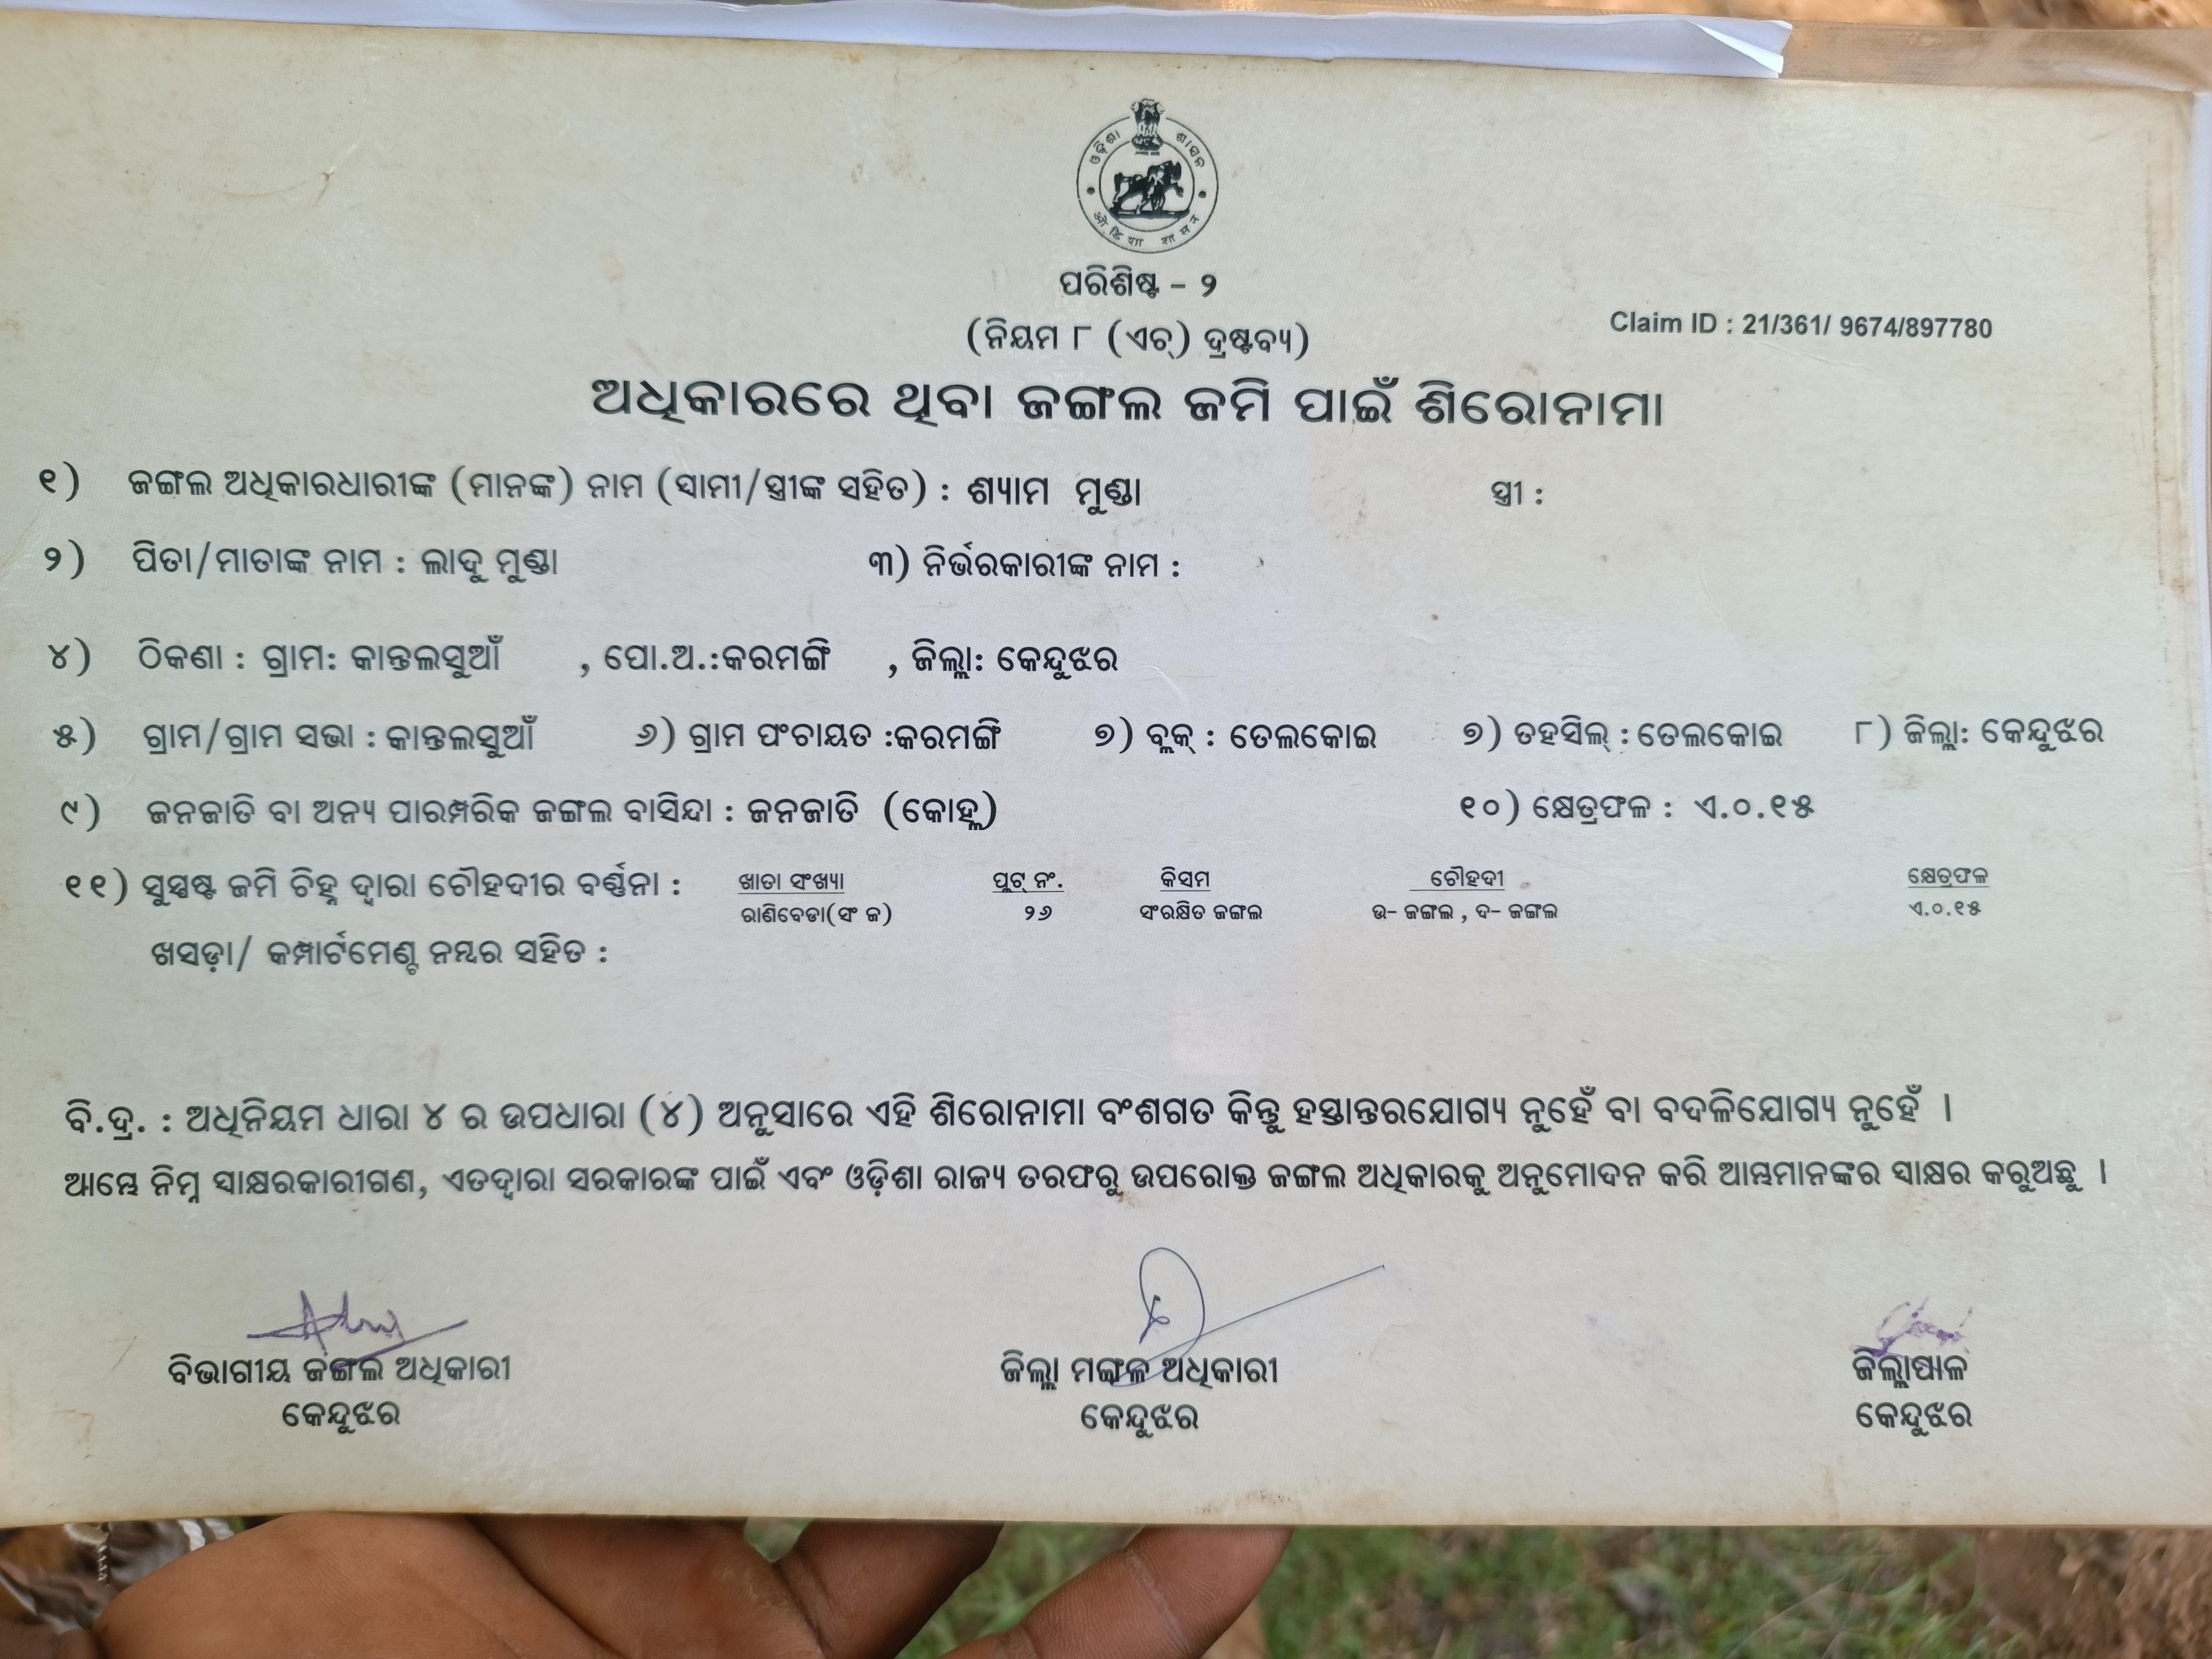 ଓଡ଼ିଶା ଶାସନ
ओडिशा शासन
ପରିଶିଷ୍ଟ - ୨
(ନିୟମ ୮ (ଏଚ୍) ଦ୍ରଷ୍ଟବ୍ୟ)
Claim ID : 21/361/ 9674/897780
ଅଧିକାରରେ ଥିବା ଜଙ୍ଗଲ ଜମି ପାଇଁ ଶିରୋନାମା
୧) ଜଙ୍ଗଲ ଅଧିକାରଧାରୀଙ୍କ (ମାନଙ୍କ) ନାମ (ସ୍ୱାମୀ/ସ୍ତ୍ରୀଙ୍କ ସହିତ) : ଶ୍ୟାମ ମୁଣ୍ଡା ସ୍ତ୍ରୀ :
୨) ପିତା/ମାତାଙ୍କ ନାମ : ଲାଦୁ ମୁଣ୍ଡା ୩) ନିର୍ଭରକାରୀଙ୍କ ନାମ :
୪) ଠିକଣା : ଗ୍ରାମ: କାନ୍ତଲସୁଆଁ , ପୋ.ଅ.:କରମଙ୍ଗି , ଜିଲ୍ଲା: କେନ୍ଦୁଝର
୫) ଗ୍ରାମ/ଗ୍ରାମ ସଭା : କାନ୍ତଲସୁଆଁ ୬) ଗ୍ରାମ ପଂଚାୟତ :କରମଙ୍ଗି ୭) ବ୍ଲକ୍ : ତେଲକୋଇ ୭) ତହସିଲ୍ : ତେଲକୋଇ ୮) ଜିଲ୍ଲା: କେନ୍ଦୁଝର
୯) ଜନଜାତି ବା ଅନ୍ୟ ପାରମ୍ପରିକ ଜଙ୍ଗଲ ବାସିନ୍ଦା : ଜନଜାତି (କୋହ୍ଲ) ୧୦) କ୍ଷେତ୍ରଫଳ : ଏ.୦.୧୫
୧୧) ସୁସ୍ପଷ୍ଟ ଜମି ଚିହ୍ନ ଦ୍ୱାରା ଚୌହଦୀର ବର୍ଣ୍ଣନା : ଖାତା ସଂଖ୍ୟା ପ୍ଲଟ୍ ନଂ. କିସମ ଚୌହଦୀ କ୍ଷେତ୍ରଫଳ
ରାଣିବେଡା(ସଂ ଜ) ୨୬ ସଂରକ୍ଷିତ ଜଙ୍ଗଲ ଉ- ଜଙ୍ଗଲ , ଦ- ଜଙ୍ଗଲ ଏ.୦.୧୫
ଖସଡ଼ା/ କମ୍ପାର୍ଟମେଣ୍ଟ ନମ୍ବର ସହିତ :
ବି.ଦ୍ର. : ଅଧିନିୟମ ଧାରା ୪ ର ଉପଧାରା (୪) ଅନୁସାରେ ଏହି ଶିରୋନାମା ବଂଶଗତ କିନ୍ତୁ ହସ୍ତାନ୍ତରଯୋଗ୍ୟ ନୁହେଁ ବା ବଦଳିଯୋଗ୍ୟ ନୁହେଁ ।
ଆମ୍ଭେ ନିମ୍ନ ସାକ୍ଷରକାରୀଗଣ, ଏତଦ୍ୱାରା ସରକାରଙ୍କ ପାଇଁ ଏବଂ ଓଡ଼ିଶା ରାଜ୍ୟ ତରଫରୁ ଉପରୋକ୍ତ ଜଙ୍ଗଲ ଅଧିକାରକୁ ଅନୁମୋଦନ କରି ଆମ୍ଭମାନଙ୍କର ସାକ୍ଷର କରୁଅଛୁ ।
ବିଭାଗୀୟ ଜଙ୍ଗଲ ଅଧିକାରୀ ଜିଲ୍ଲା ମଙ୍ଗଳ ଅଧିକାରୀ ଜିଲ୍ଲାପାଳ
କେନ୍ଦୁଝର କେନ୍ଦୁଝର କେନ୍ଦୁଝର